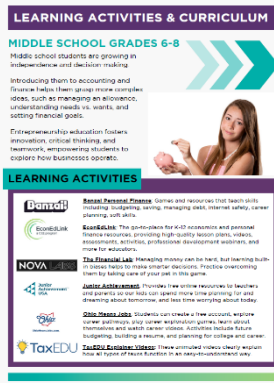 LEARNING ACTIVITIES & CURRICULUM
MIDDLE SCHOOL GRADES 6-8
Middle school students are growing in
independence and decision making.
Introducing them to accounting and
finance helps them grasp more complex
ideas, such as managing an allowance,
understanding needs vs. wants, and
setting financial goals.
Entrepreneurship education fosters
innovation, critical thinking, and
teamwork, empowering students to
explore how businesses operate.
LEARNING ACTIVITIES
Banzai!
Banzai Personal Finance: Games and resources that teach skills
including: budgeting, saving, managing debt, internet safety, career
planning, soft skills.
EconEdLink
EconEdLink: The go-to-place for K-12 economics and personal
finance resources, providing high-quality lesson plans, videos,
assessments, activities, professional development webinars, and
more for educators.
NOVA LABS
The Financial Lab: Managing money can be hard, but learning built-
in biases helps to make smarter decisions. Practice overcoming
them by taking care of your pet in this game.
Junior
Achievement
USA
Junior Achievement: Provides free online resources to teachers
and parents so our kids can spend more time planning for and
dreaming about tomorrow, and less time worrying about today
Ohio Means Jobs: Students can create a free account, explore
career pathways, play career exploration games, learn about
themselves and watch career videos. Activities include future
budgeting, building a resume, and planning for college and career.
TaxEDU
TaxEDU Explainer Videos: These animated videos clearly explain
how all types of taxes function in an easy-to-understand way.